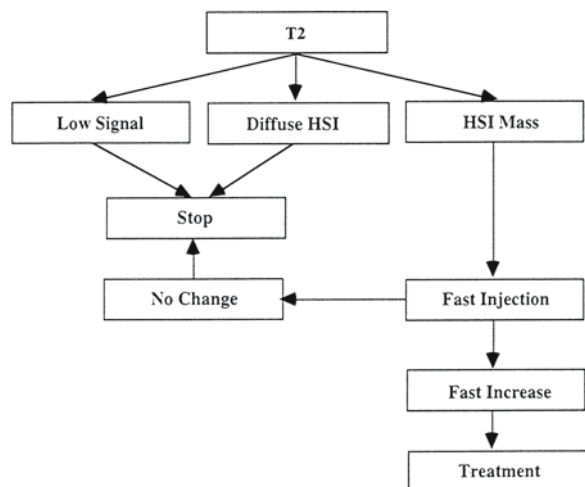 T2
Low Signal
Diffuse HSI
HSI Mass
Stop
No Change
Fast Injection
Fast Increase
Treatment